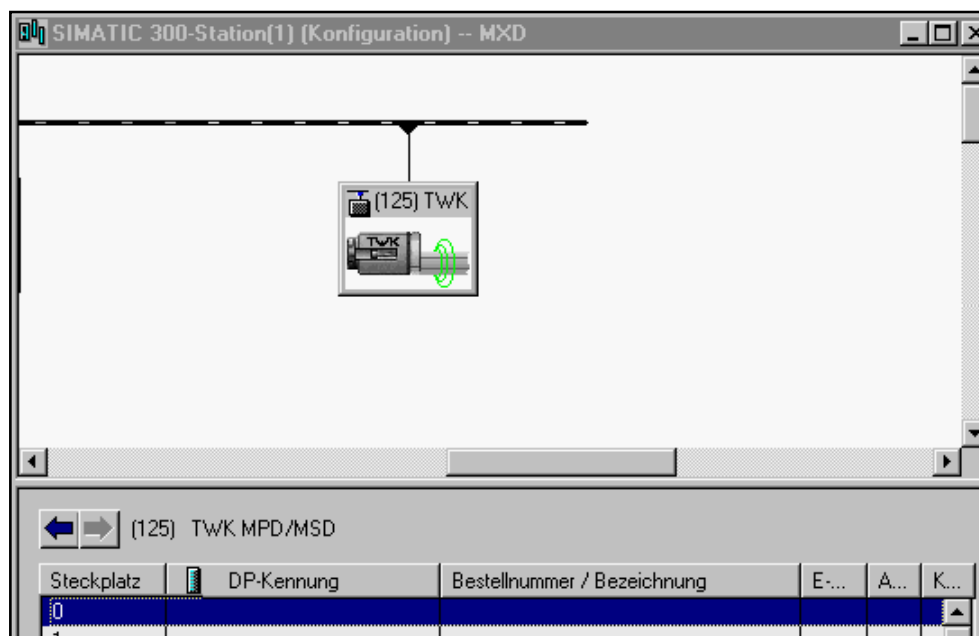 SIMATIC 300-Station(1) (Konfiguration) -- MXD
(125) TWK
TWK
(125) TWK MPD/MSD
Steckplatz DP-Kennung Bestellnummer / Bezeichnung E-... A... K...
0